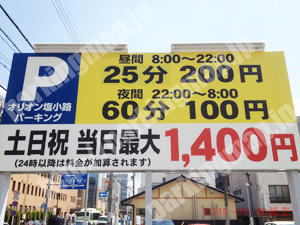 P
オリオン塩小路
パーキング
昼間 8:00〜22:00
25分 200円
夜間 22:00〜8:00
60分 100円
土日祝 当日最大 1,400円
(24時以降は料金が加算されます)